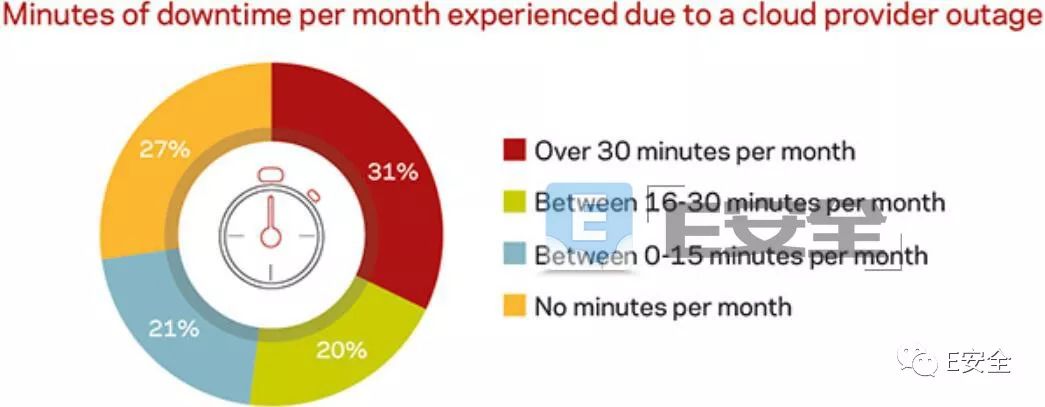 Minutes of downtime per month experienced due to a cloud provider outage
27%
31%
21%
20%
Over 30 minutes per month
Between 16-30 minutes per month
Between 0-15 minutes per month
No minutes per month
E
E安全
E安全